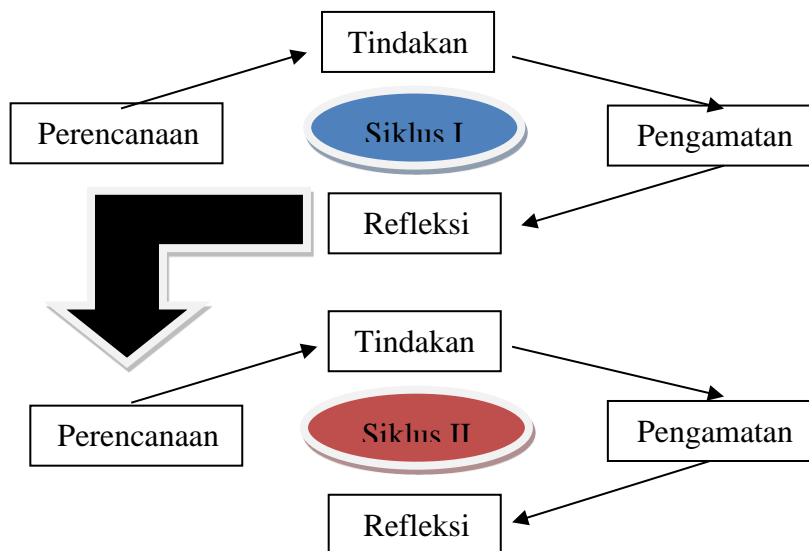 Tindakan
Perencanaan
Siklus I
Pengamatan
Refleksi
Tindakan
Perencanaan
Siklus II
Pengamatan
Refleksi